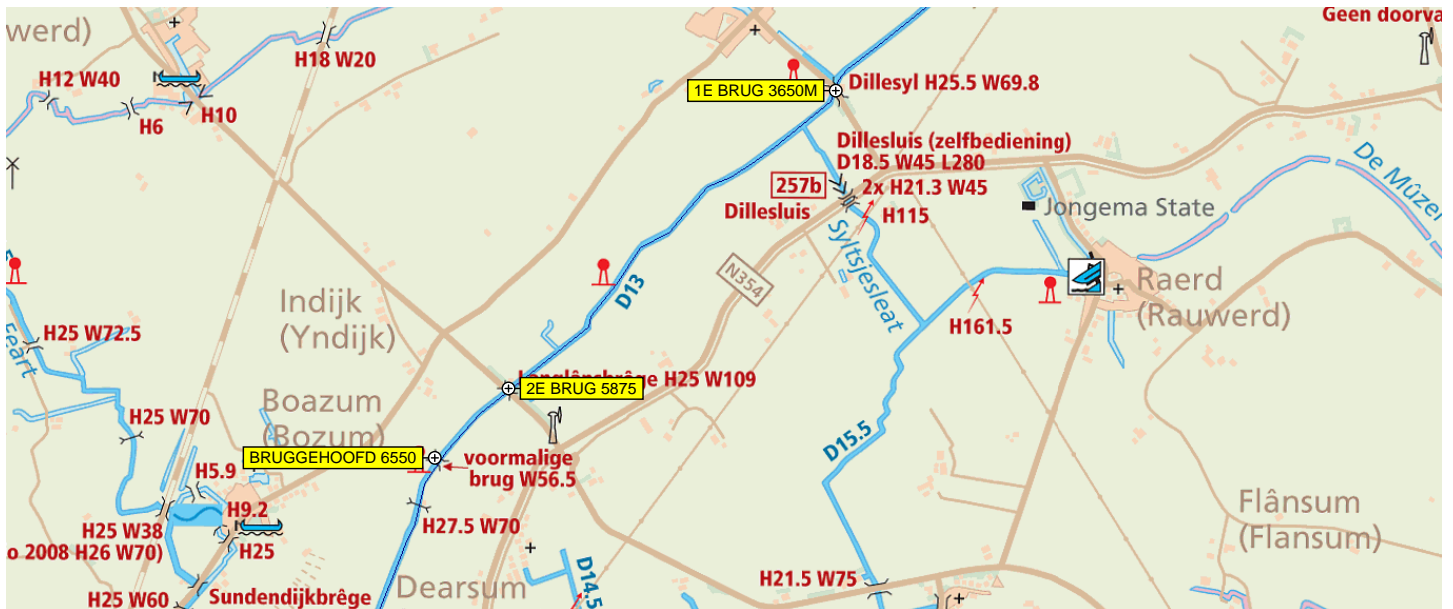 werd)
H18 W20
Geen doorva
H12 W40
H6
H10
1E BRUG 3650M
Dillesyl H25.5 W69.8
Dillesluis (zelfbediening)
D18.5 W45 L280
257b
2x H21.3 W45
Dillesluis
H115
De Mûzel
Jongema State
Syltsjesleat
N354
D13
Raerd
(Rauwerd)
H161.5
Indijk
(Yndijk)
H25 W72.5
Feart
H25 W109
2E BRUG 5875
Boazum
(Bozum)
H25 W70
BRUGGEHOOFD 6550
voormalige
brug W56.5
D15.5
H5.9
H9.2
H25 W38
o 2008 H26 W70)
H25
H27.5 W70
Flânsum
(Flansum)
D14.5
Dearsum
H21.5 W75
H25 W60
Sundendijkbrêge